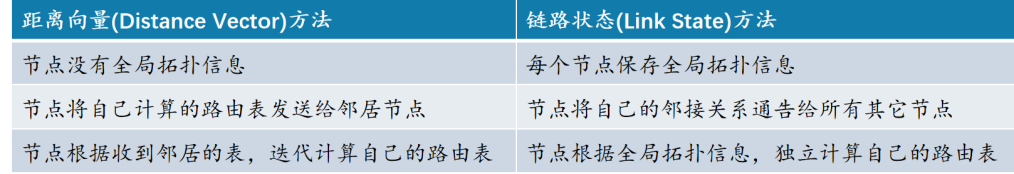 距离向量(Distance Vector)方法
链路状态(Link State)方法
节点没有全局拓扑信息
每个节点保存全局拓扑信息
节点将自己计算的路由表发送给邻居节点
节点将自己的邻接关系通告给所有其它节点
节点根据收到邻居的表，迭代计算自己的路由表
节点根据全局拓扑信息，独立计算自己的路由表